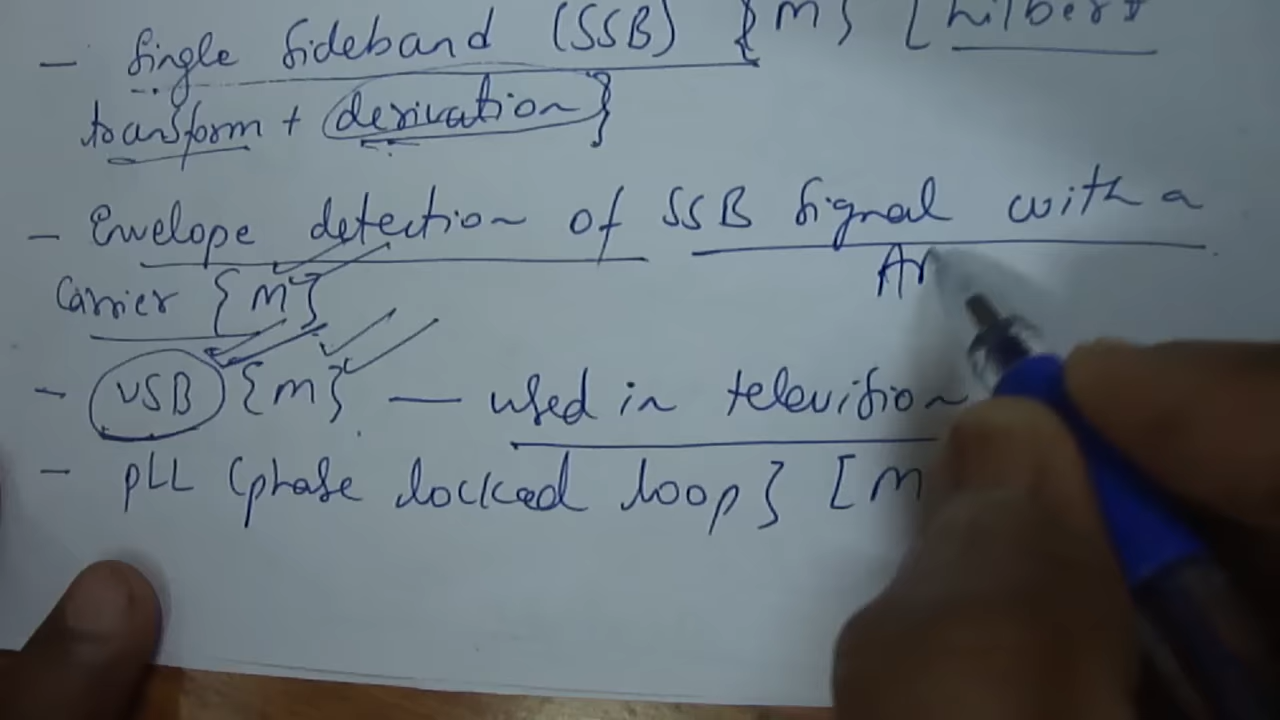 - Single Sideband (SSB) {m} [hilbert
transform + derivation}
- Envelope detection of SSB Signal with a
Carrier {m}
Ar
- VSB {m} — used in television
- PLL (phase locked loop} [m